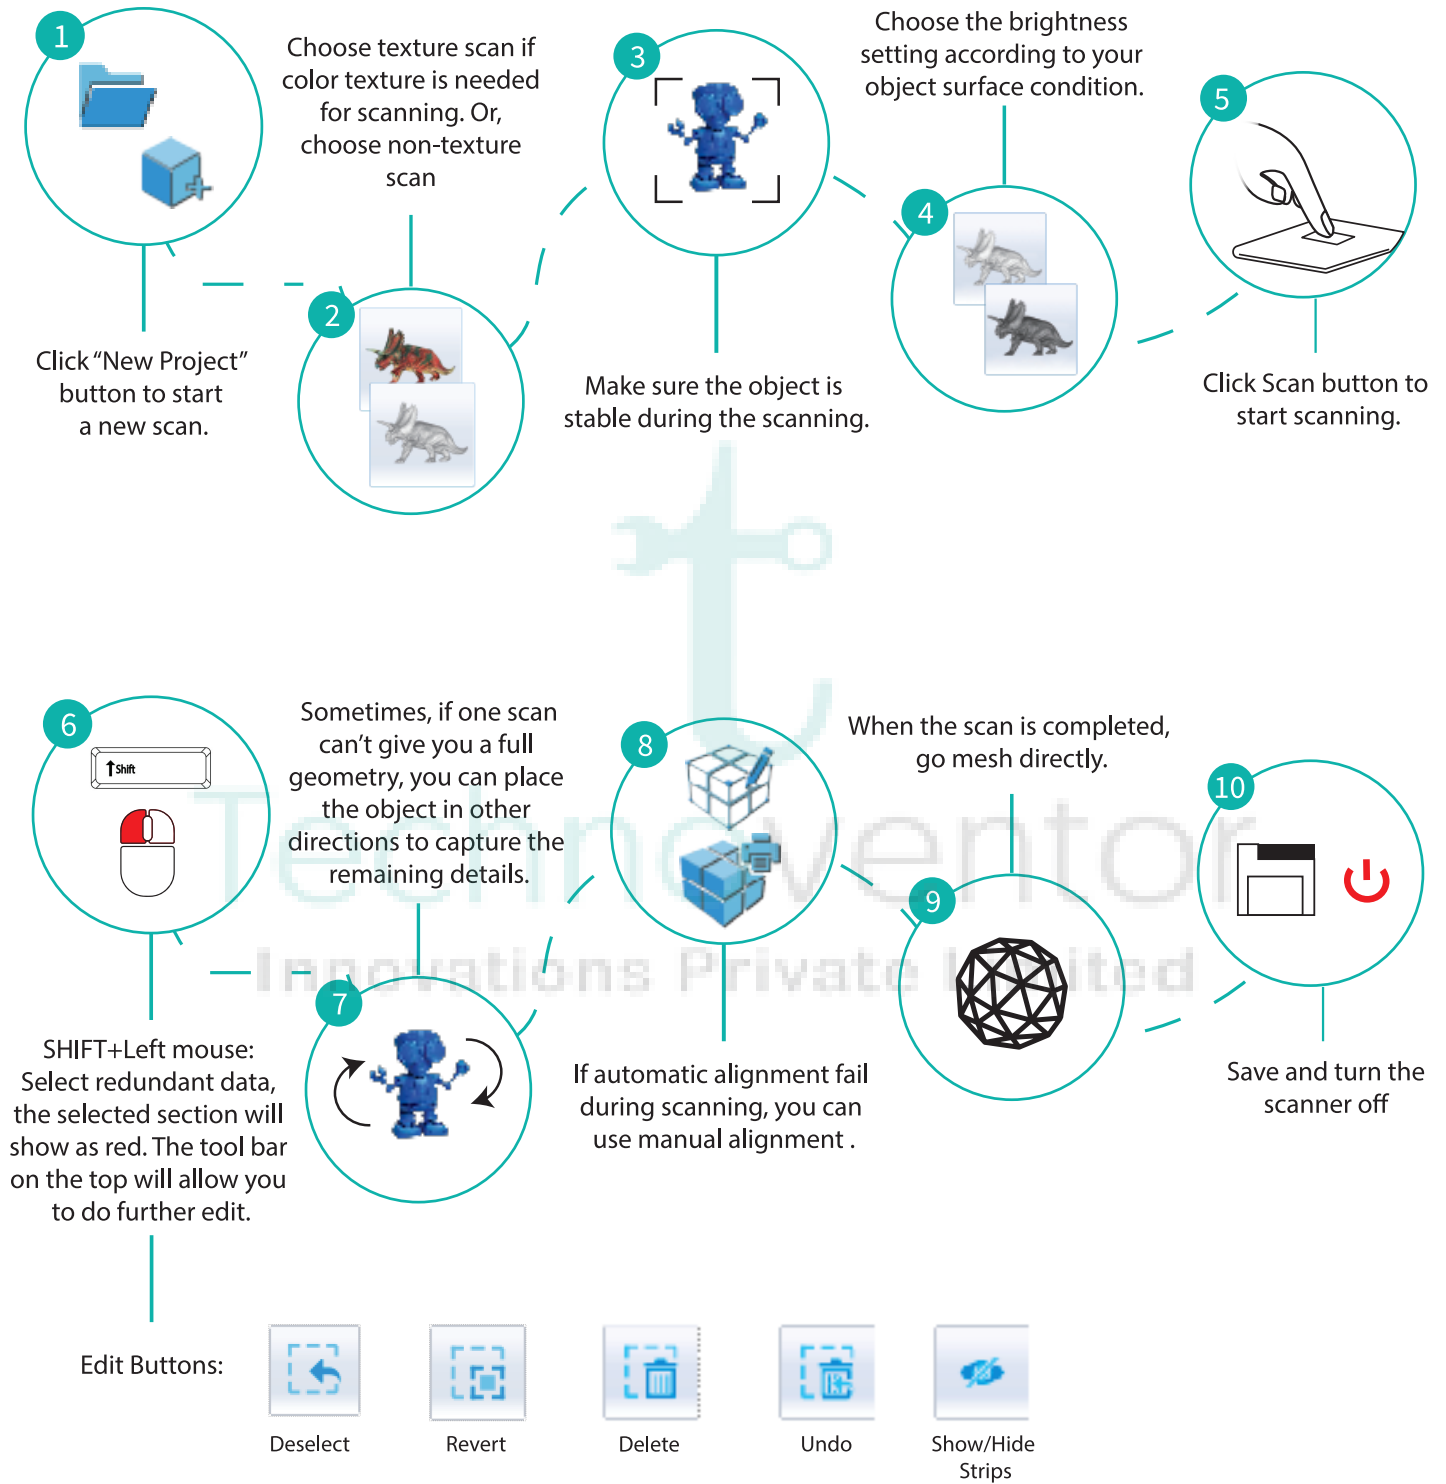 1
Click “New Project”
button to start
a new scan.
Choose texture scan if
color texture is needed
for scanning. Or,
choose non-texture
scan
2
3
Make sure the object is
stable during the scanning.
Choose the brightness
setting according to your
object surface condition.
4
5
Click Scan button to
start scanning.
t
Technoventor
Innovations Private Limited
6
Shift
SHIFT+Left mouse:
Select redundant data,
the selected section will
show as red. The tool bar
on the top will allow you
to do further edit.
Sometimes, if one scan
can’t give you a full
geometry, you can place
the object in other
directions to capture the
remaining details.
7
8
If automatic alignment fail
during scanning, you can
use manual alignment .
When the scan is completed,
go mesh directly.
9
10
Save and turn the
scanner off
Edit Buttons:
Deselect
Revert
Delete
Undo
Show/Hide
Strips